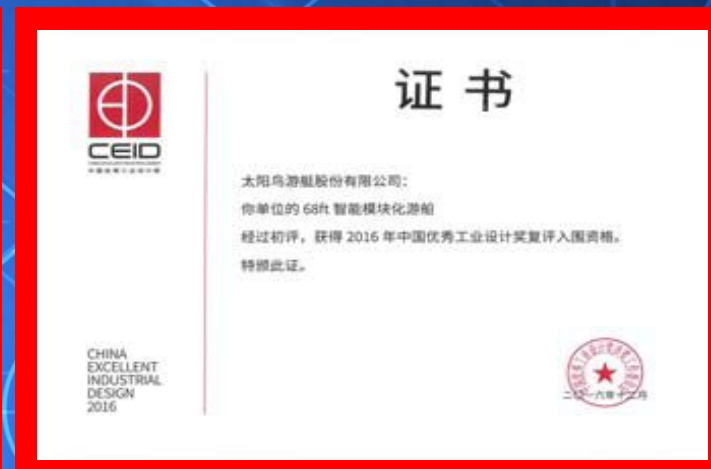 证书
CEID
太阳鸟游艇股份有限公司：
你单位的 68ft 智能模块化游船
经过初评，获得 2016 年中国优秀工业设计奖复评入围资格。
特颁此证。
CHINA
EXCELLENT
INDUSTRIAL
DESIGN
2016